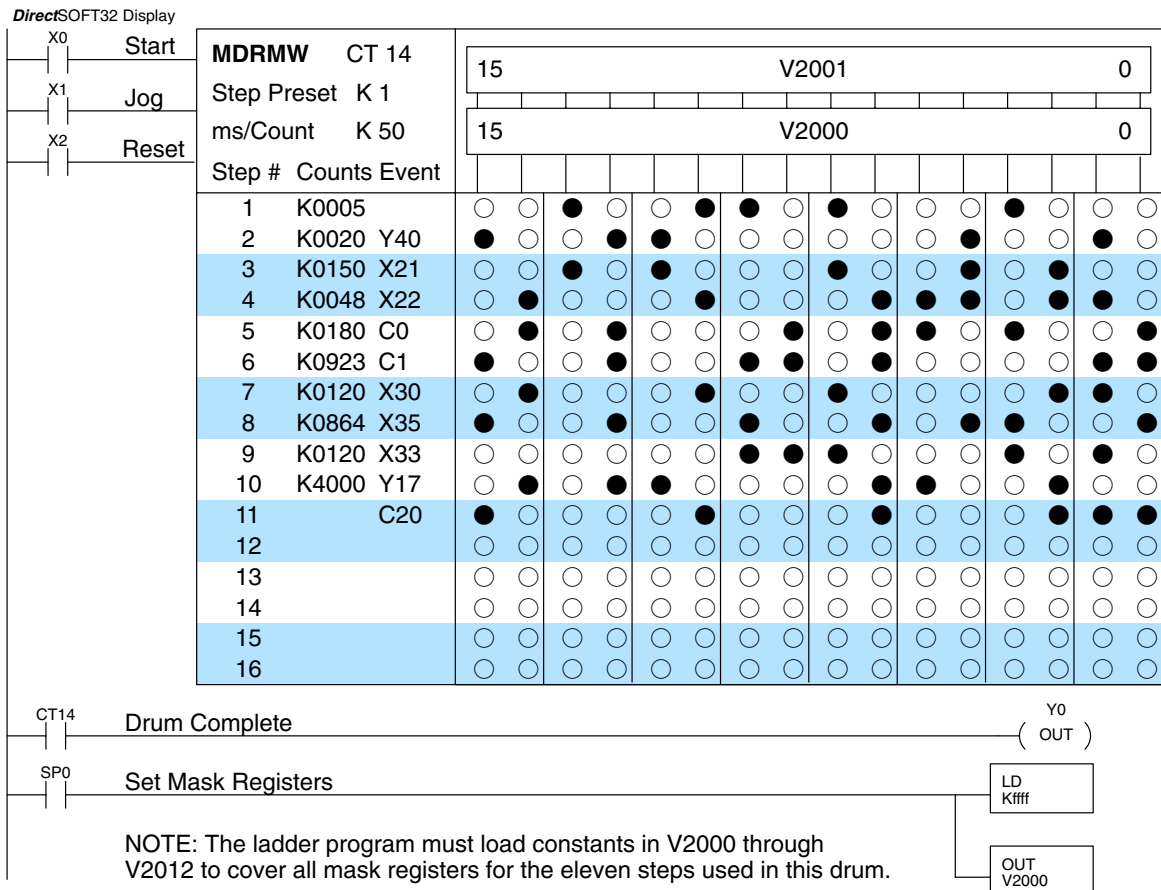 DirectSOFT32 Display
X0 Start
X1 Jog
X2 Reset
MDRMW CT 14
Step Preset K 1
ms/Count K 50
Step # Counts Event
15 V2001 0
15 V2000 0
1 K0005
2 K0020 Y40
3 K0150 X21
4 K0048 X22
5 K0180 C0
6 K0923 C1
7 K0120 X30
8 K0864 X35
9 K0120 X33
10 K4000 Y17
11 C20
12
13
14
15
16
CT14 Drum Complete Y0
OUT
SP0 Set Mask Registers
LD
Kffff
NOTE: The ladder program must load constants in V2000 through
V2012 to cover all mask registers for the eleven steps used in this drum.
OUT
V2000